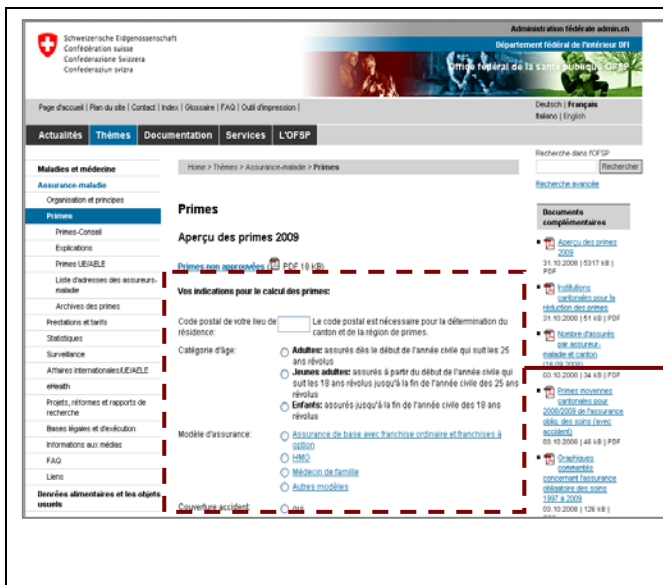 Schweizerische Eidgenossenschaft
Confédération suisse
Confederazione Svizzera
Confederaziun svizra
Administration fédérale admin.ch
Département fédéral de l'intérieur DFI
Office fédéral de la santé publique OFSP
Page d'accueil | Plan du site | Contact | Index | Glossaire | FAQ | Outil d'impression |
Deutsch | Français
Italiano | English
Actualités Thèmes Documentation Services L'OFSP
Maladies et médecine
Assurance-maladie
Organisation et principes
Primes
Primes-Conseil
Explications
Primes UE/AELE
Liste d'adresses des assureurs-
maladie
Archives des primes
Prestations et tarifs
Statistiques
Surveillance
Affaires internationales/UE/AELE
eHealth
Projets, réformes et rapports de
recherche
Bases légales et d'exécution
Informations aux médias
FAQ
Liens
Denrées alimentaires et les objets
usuels
Home > Thèmes > Assurance-maladie > Primes
Primes
Aperçu des primes 2009
Primes non approuvées ( PDF 18 KB)
Vos indications pour le calcul des primes:
Code postal de votre lieu de
résidence:
Le code postal est nécessaire pour la détermination du
canton et de la région de primes.
Catégorie d'âge:
Adultes: assurés dès le début de l'année civile qui suit les 25
ans révolus
Jeunes adultes: assurés à partir du début de l'année civile qui
suit les 18 ans révolus jusqu'à la fin de l'année civile des 25 ans
révolus
Enfants: assurés jusqu'à la fin de l'année civile des 18 ans
révolus
Modèle d'assurance:
Assurance de base avec franchise ordinaire et franchises à
option
HMO
Médecin de famille
Autres modèles
Couverture accident:
oui
Recherche dans l'OFSP
Rechercher
Recherche avancée
Documents
complémentaires
Aperçu des primes
2009
31.10.2008 | 5317 kB |
PDF
Institutions
cantonales pour la
réduction des primes
31.10.2008 | 51 kB | PDF
Nombre d'assurés
par assureur-
maladie et canton
(18.09.2008)
03.10.2008 | 34 kB | PDF
Primes moyennes
cantonales pour
2008/2009 de l'assurance
oblig. des soins (avec
accident)
03.10.2008 | 48 kB | PDF
Graphiques
commentés
concernant l'assurance
obligatoire des soins
1997 à 2009
03.10.2008 | 128 kB |